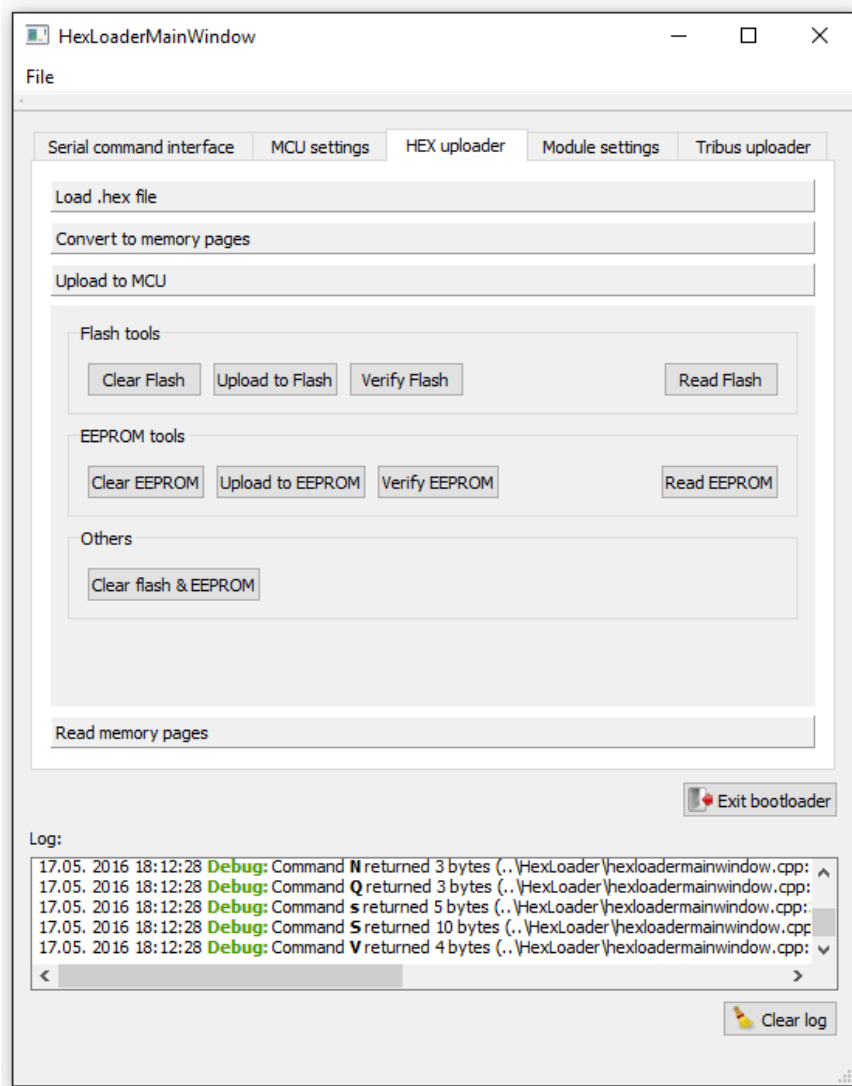 HexLoaderMainWindow
File
Serial command interface MCU settings HEX uploader Module settings Tribus uploader
Load .hex file
Convert to memory pages
Upload to MCU
Flash tools
Clear Flash Upload to Flash Verify Flash Read Flash
EEPROM tools
Clear EEPROM Upload to EEPROM Verify EEPROM Read EEPROM
Others
Clear flash & EEPROM
Read memory pages
Exit bootloader
Log:
17.05. 2016 18:12:28 Debug: Command N returned 3 bytes (..\HexLoader\hexloadermainwindow.cpp:
17.05. 2016 18:12:28 Debug: Command Q returned 3 bytes (..\HexLoader\hexloadermainwindow.cpp:
17.05. 2016 18:12:28 Debug: Command s returned 5 bytes (..\HexLoader\hexloadermainwindow.cpp:
17.05. 2016 18:12:28 Debug: Command S returned 10 bytes (..\HexLoader\hexloadermainwindow.cpp
17.05. 2016 18:12:28 Debug: Command V returned 4 bytes (..\HexLoader\hexloadermainwindow.cpp:
Clear log